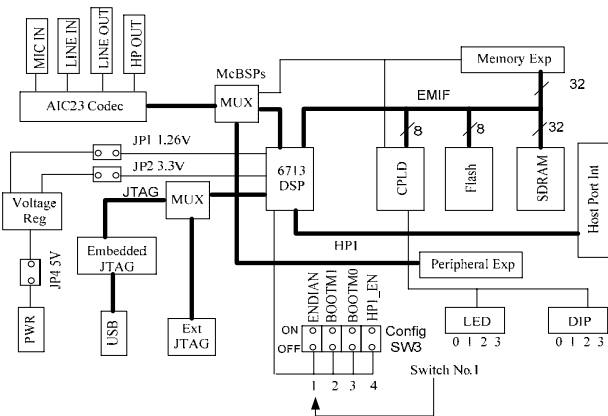 MIC IN
LINE IN
LINE OUT
HP OUT
McBSPs
Memory Exp
AIC23 Codec
MUX
EMIF
32
8
8
32
JP1 1.26V
JP2 3.3V
6713
DSP
CPLD
Flash
SDRAM
Host Port Int
JTAG
MUX
Voltage
Reg
HPI
Embedded
JTAG
JP4 5V
Peripheral Exp
ENDIAN
BOOTM1
BOOTM0
HPI_EN
PWR
USB
Ext
JTAG
ON
OFF
Config
SW3
LED
DIP
0 1 2 3
0 1 2 3
1 2 3 4
Switch No.1